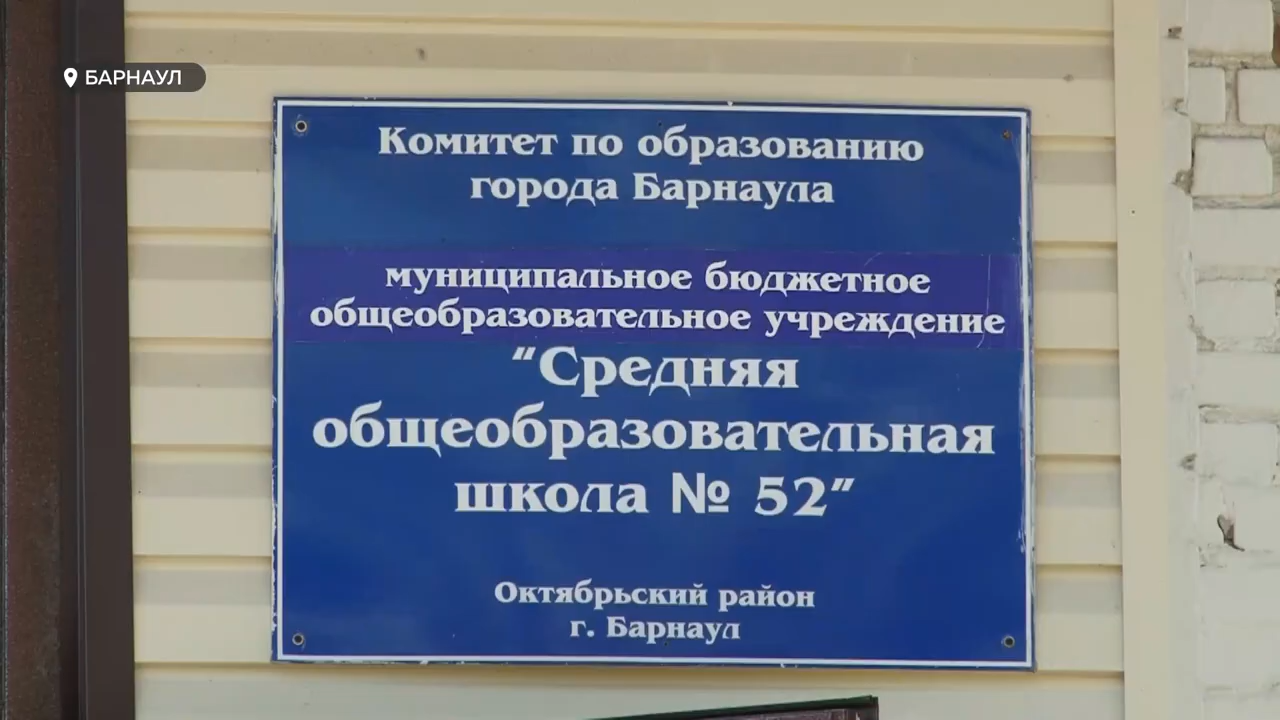 БАРНАУЛ
Комитет по образованию
города Барнаула
муниципальное бюджетное
общеобразовательное учреждение
"Средняя
общеобразовательная
школа № 52"
Октябрьский район
г. Барнаул